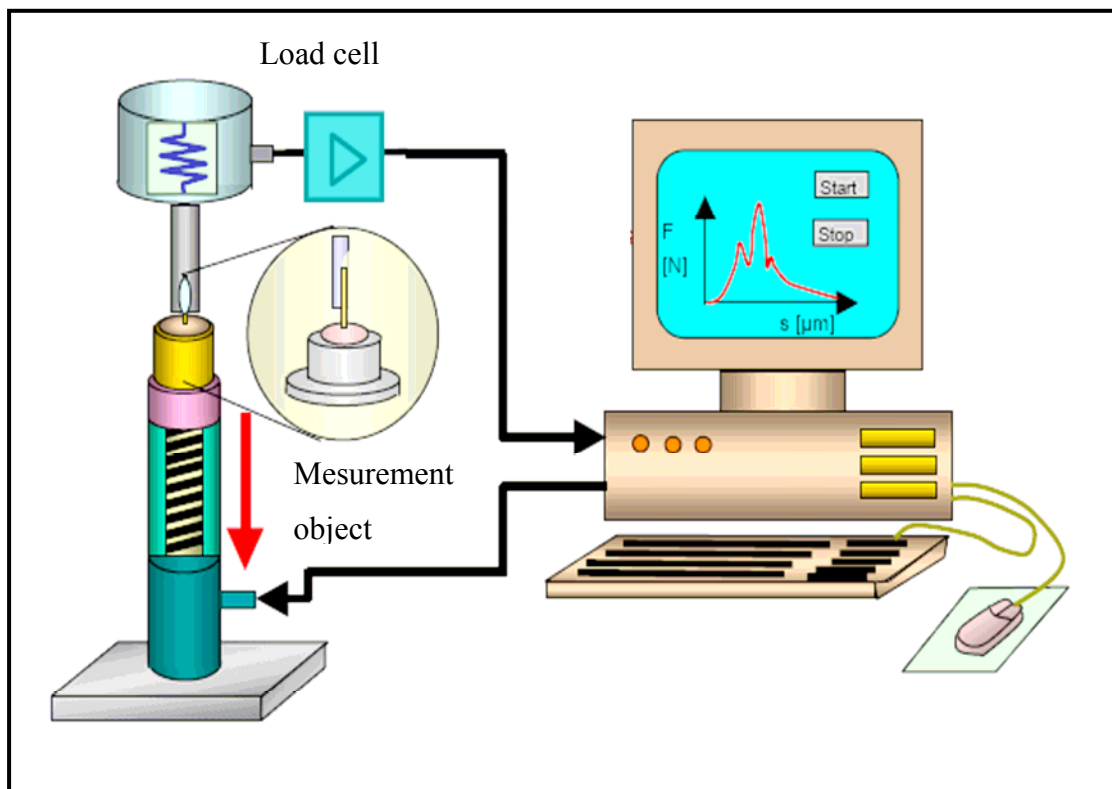 Load cell
Start
Stop
F
[N]
s [µm]
Mesurement
object